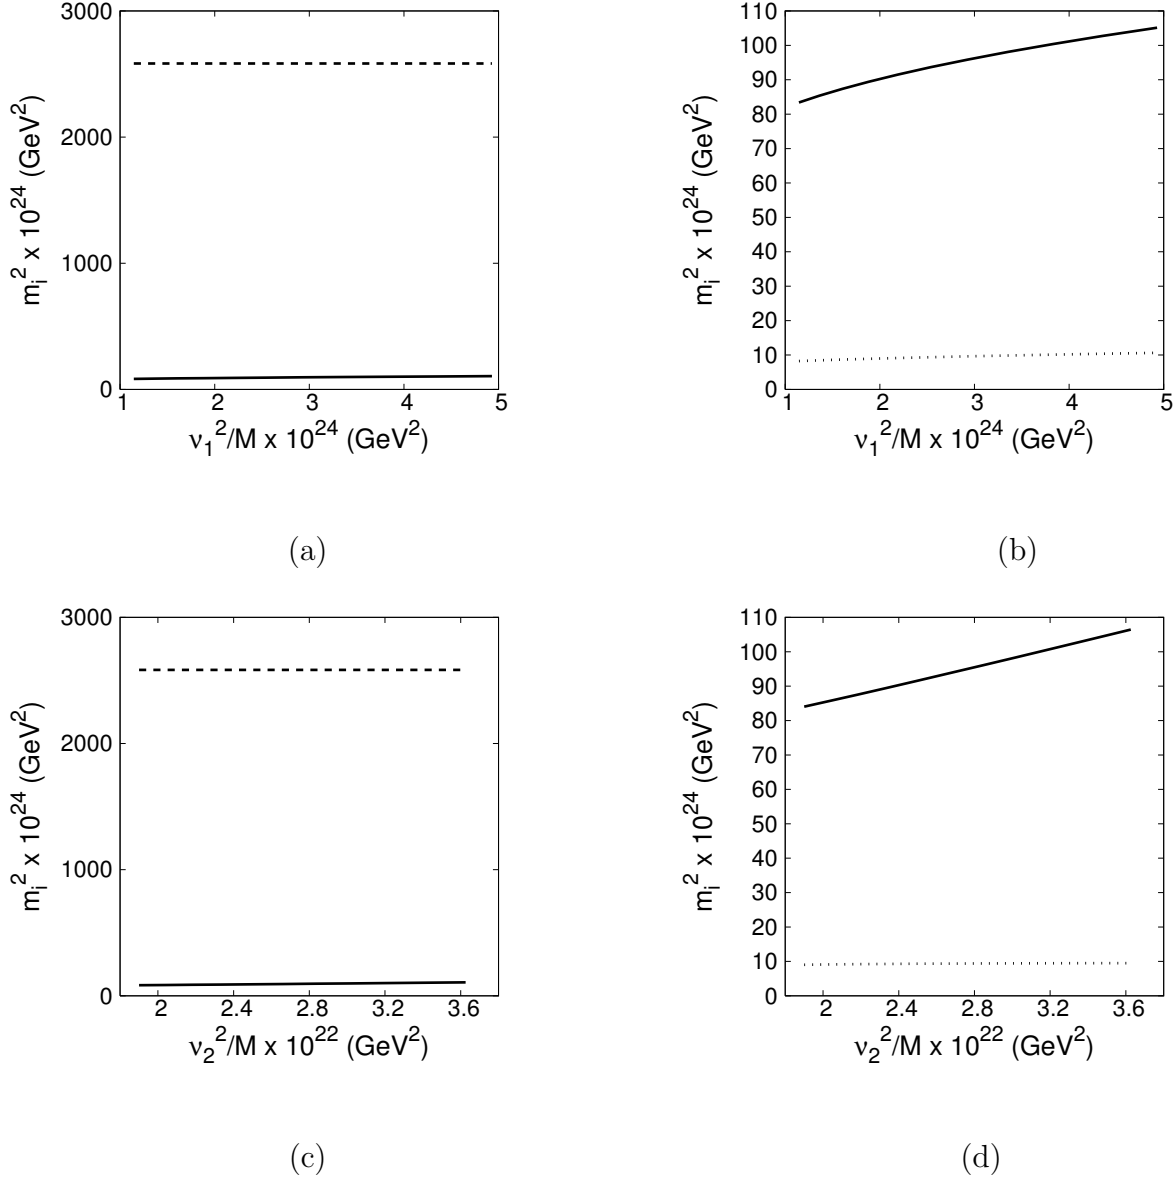 3000
2000
1000
0
m_i^2 x 10^24 (GeV^2)
1 2 3 4 5
ν_1^2/M x 10^24 (GeV^2)
(a)
110
100
90
80
70
60
50
40
30
20
10
0
m_i^2 x 10^24 (GeV^2)
1 2 3 4 5
ν_1^2/M x 10^24 (GeV^2)
(b)
3000
2000
1000
0
m_i^2 x 10^24 (GeV^2)
2 2.4 2.8 3.2 3.6
ν_2^2/M x 10^22 (GeV^2)
(c)
110
100
90
80
70
60
50
40
30
20
10
0
m_i^2 x 10^24 (GeV^2)
2 2.4 2.8 3.2 3.6
ν_2^2/M x 10^22 (GeV^2)
(d)